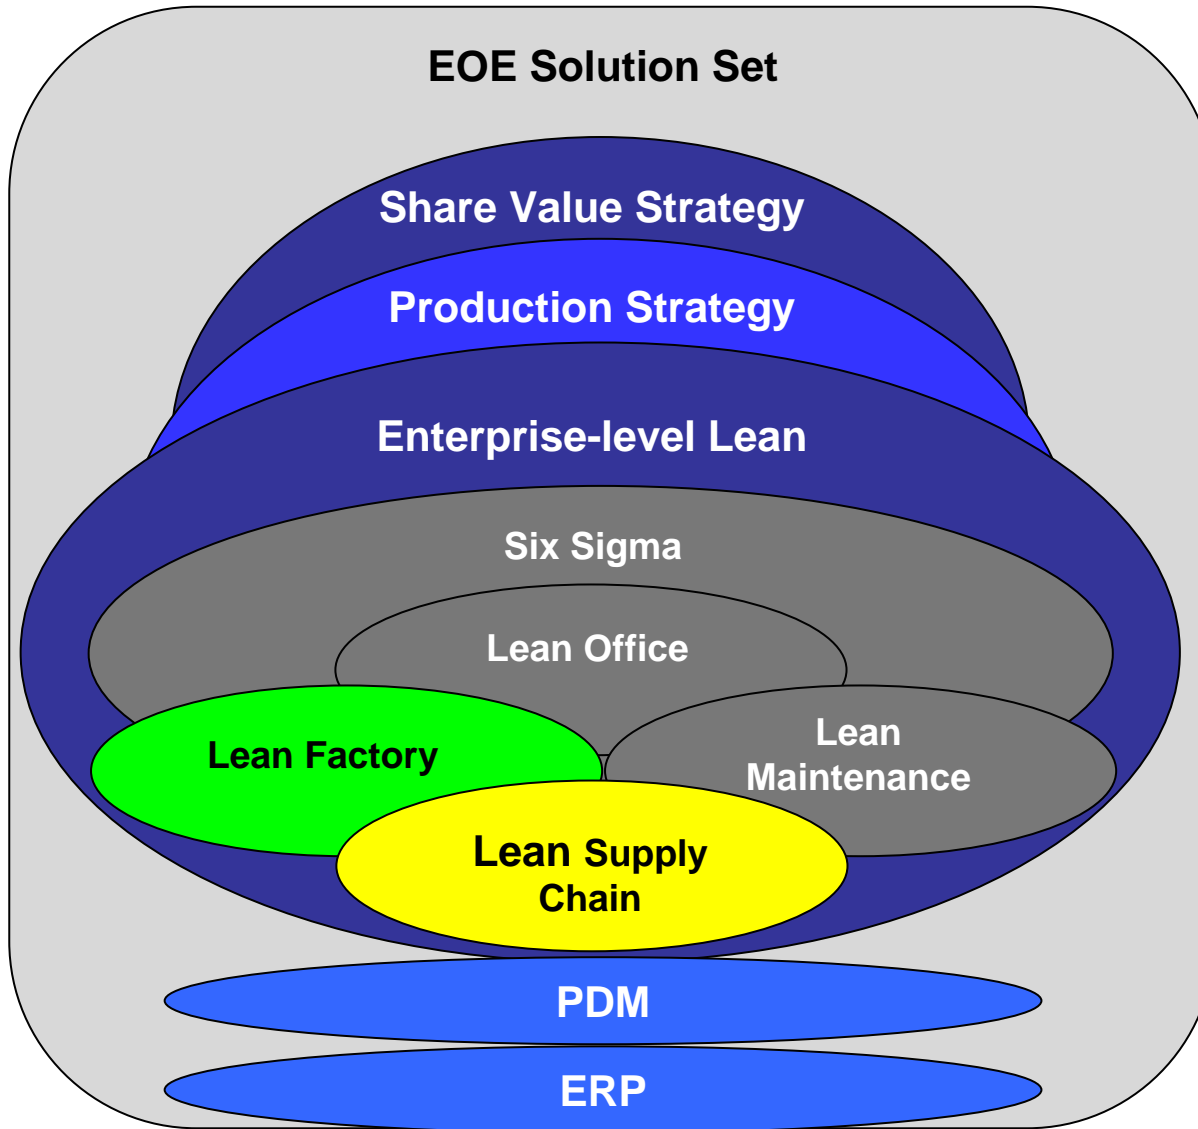 EOE Solution Set
Share Value Strategy
Production Strategy
Enterprise-level Lean
Six Sigma
Lean Office
Lean Factory
Lean
Maintenance
Lean Supply
Chain
PDM
ERP